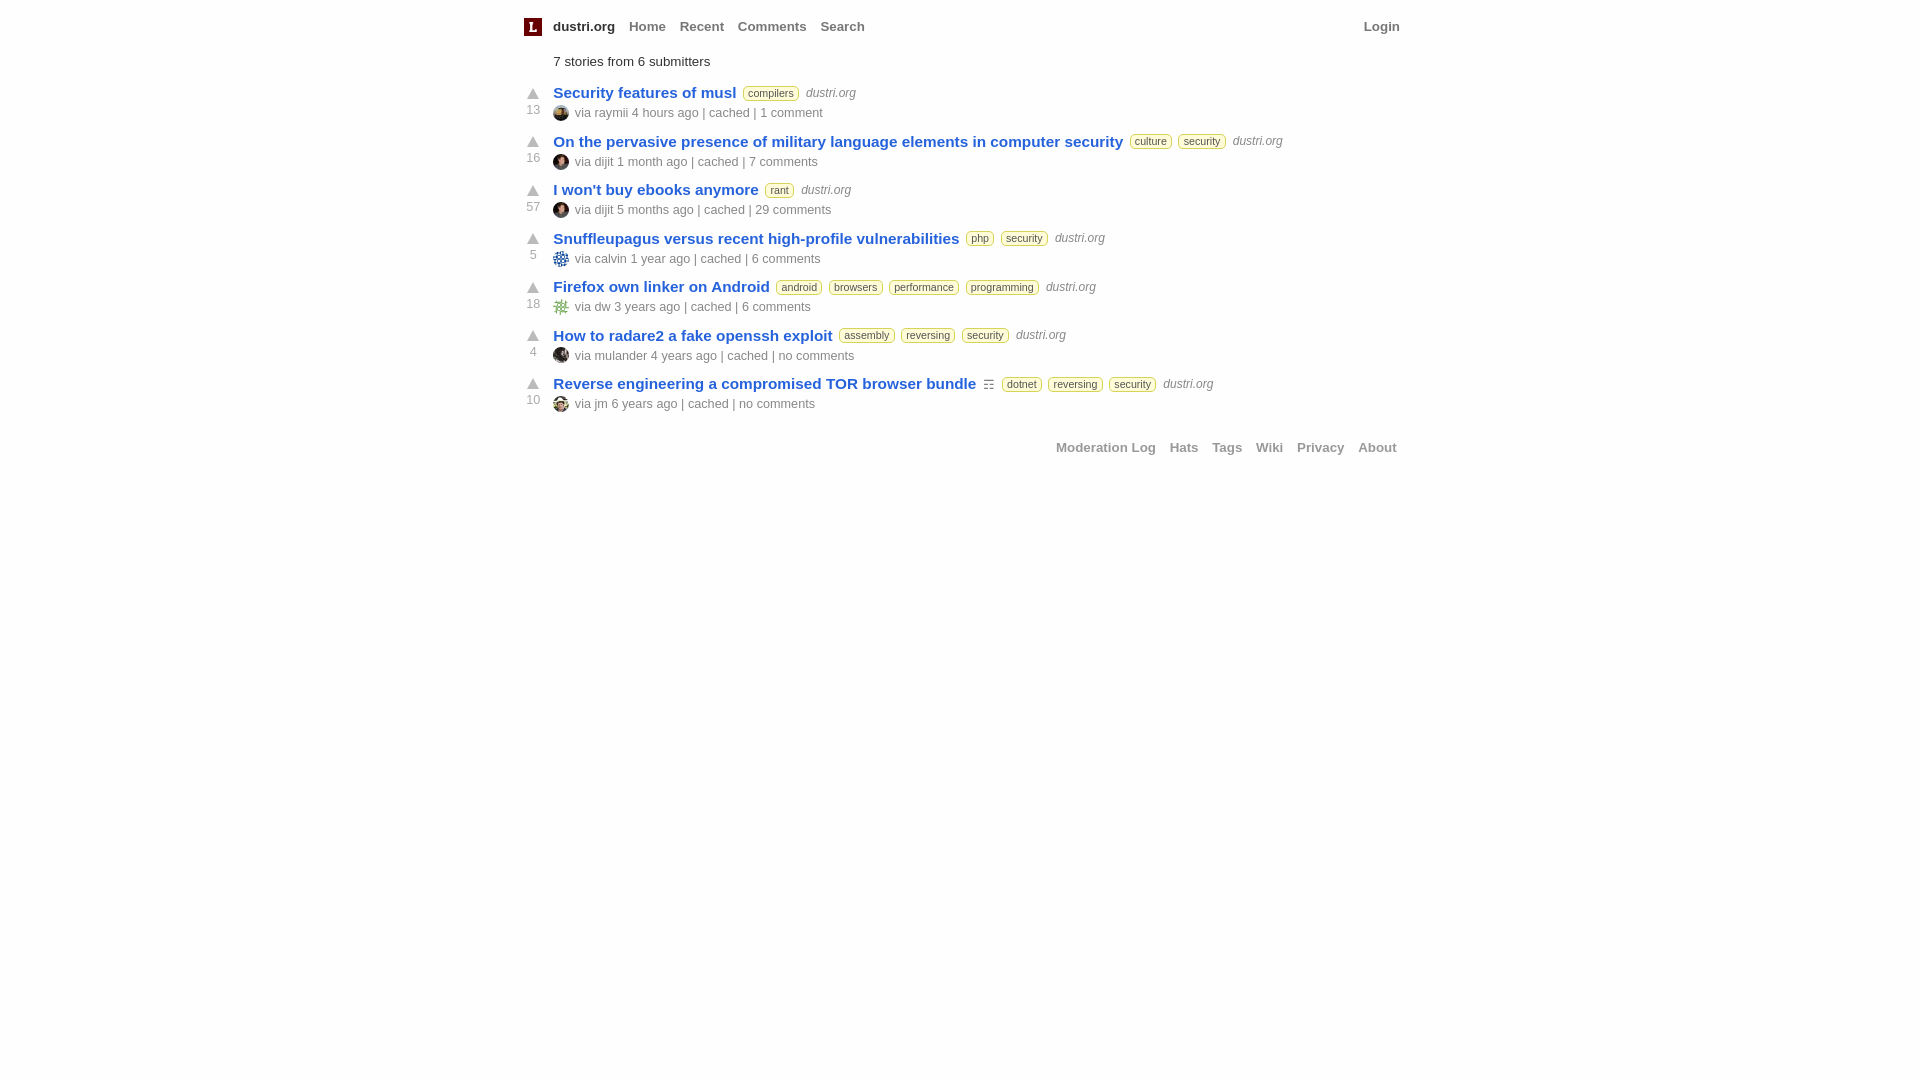 L dustri.org Home Recent Comments Search Login
7 stories from 6 submitters
Security features of musl compilers dustri.org
13
via raymii 4 hours ago | cached | 1 comment
On the pervasive presence of military language elements in computer security culture security dustri.org
16
via dijit 1 month ago | cached | 7 comments
I won't buy ebooks anymore rant dustri.org
57
via dijit 5 months ago | cached | 29 comments
Snuffleupagus versus recent high-profile vulnerabilities php security dustri.org
5
via calvin 1 year ago | cached | 6 comments
Firefox own linker on Android android browsers performance programming dustri.org
18
via dw 3 years ago | cached | 6 comments
How to radare2 a fake openssh exploit assembly reversing security dustri.org
4
via mulander 4 years ago | cached | no comments
Reverse engineering a compromised TOR browser bundle ☶ dotnet reversing security dustri.org
10
via jm 6 years ago | cached | no comments
Moderation Log Hats Tags Wiki Privacy About